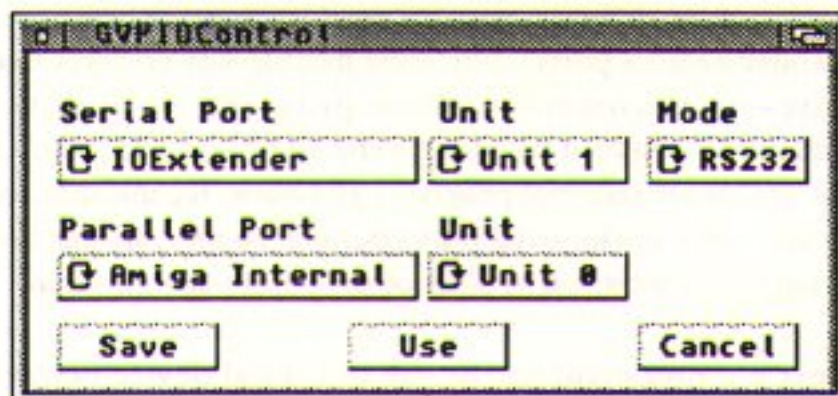 GVPIOControl
Serial Port Unit Mode
IOExtender Unit 1 RS232
Parallel Port Unit
Amiga Internal Unit 0
Save Use Cancel